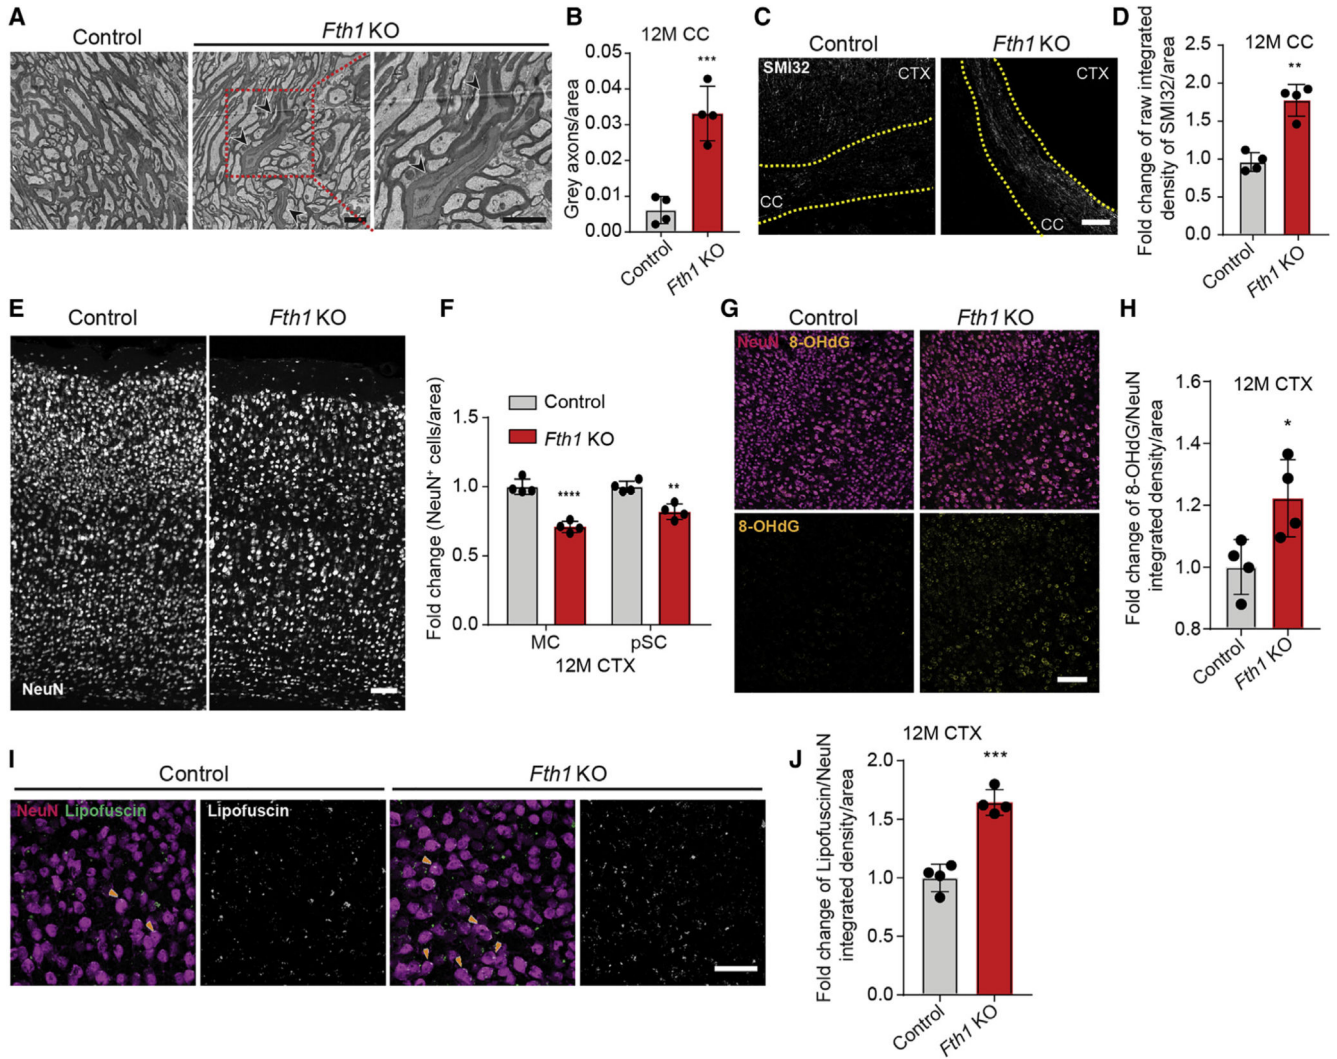 A
Control
Fth1 KO
B
12M CC
Grey axons/area
0.05
0.04
0.03
0.02
0.01
0.00
***
Control
Fth1 KO
C
Control
Fth1 KO
SMI32
CTX
CTX
CC
CC
D
Fold change of raw integrated
density of SMI32/area
12M CC
2.5
2.0
1.5
1.0
0.5
0.0
**
Control
Fth1 KO
E
Control
Fth1 KO
NeuN
F
Fold change (NeuN+ cells/area)
Control
Fth1 KO
1.5
1.0
0.5
0.0
****
**
MC
pSC
12M CTX
G
Control
Fth1 KO
NeuN 8-OHdG
8-OHdG
H
Fold change of 8-OHdG/NeuN
integrated density/area
12M CTX
1.6
1.4
1.2
1.0
0.8
*
Control
Fth1 KO
I
Control
Fth1 KO
NeuN Lipofuscin
Lipofuscin
J
Fold change of Lipofuscin/NeuN
integrated density/area
12M CTX
2.0
1.5
1.0
0.5
0.0
***
Control
Fth1 KO